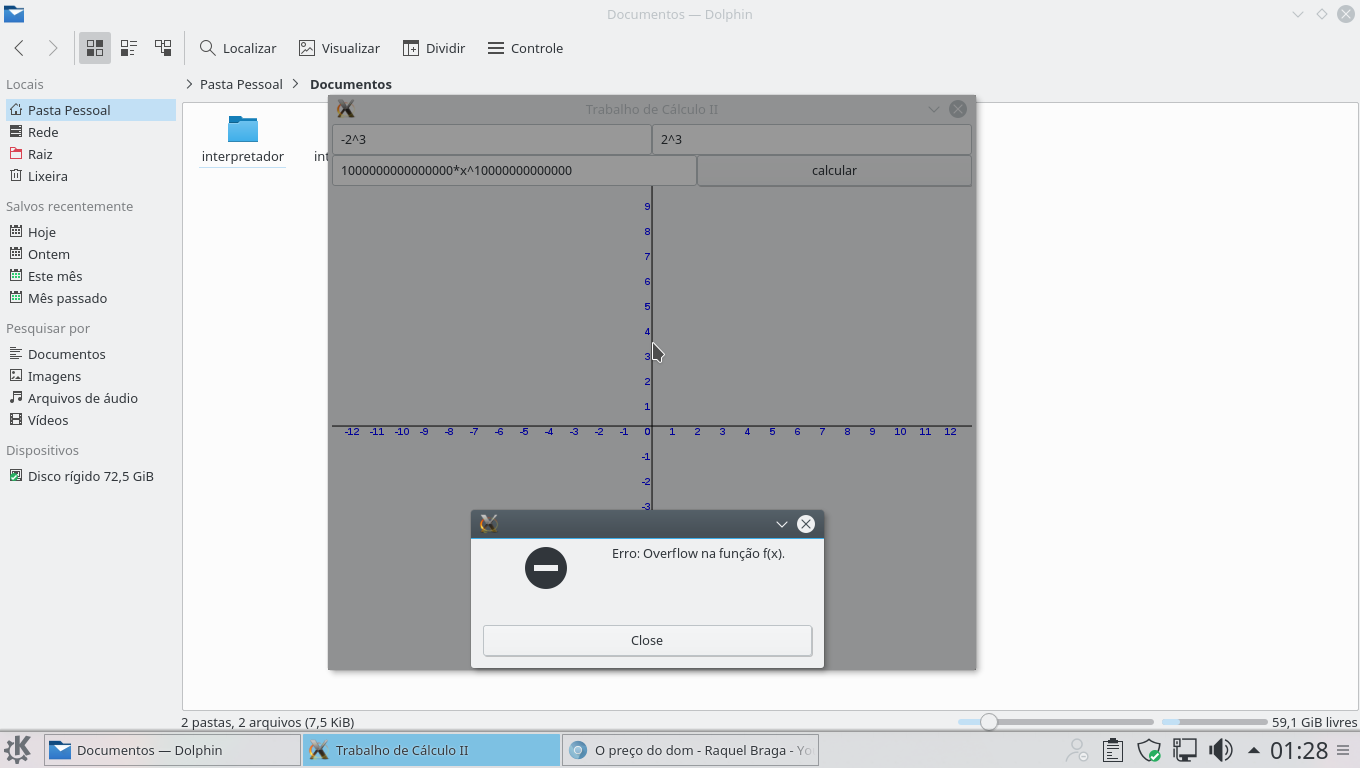 Documentos — Dolphin
Localizar
Visualizar
Dividir
Controle
Locais
Pasta Pessoal
Rede
Raiz
Lixeira
Salvos recentemente
Hoje
Ontem
Este mês
Mês passado
Pesquisar por
Documentos
Imagens
Arquivos de áudio
Vídeos
Dispositivos
Disco rígido 72,5 GiB
Pasta Pessoal
Documentos
interpretador
int
Trabalho de Cálculo II
-2^3
2^3
1000000000000000*x^10000000000000
calcular
9
8
7
6
5
4
3
2
1
-12 -11 -10 -9 -8 -7 -6 -5 -4 -3 -2 -1 0 1 2 3 4 5 6 7 8 9 10 11 12
-1
-2
-3
Erro: Overflow na função f(x).
Close
2 pastas, 2 arquivos (7,5 KiB)
59,1 GiB livres
Documentos — Dolphin
Trabalho de Cálculo II
O preço do dom - Raquel Braga - Yo
01:28